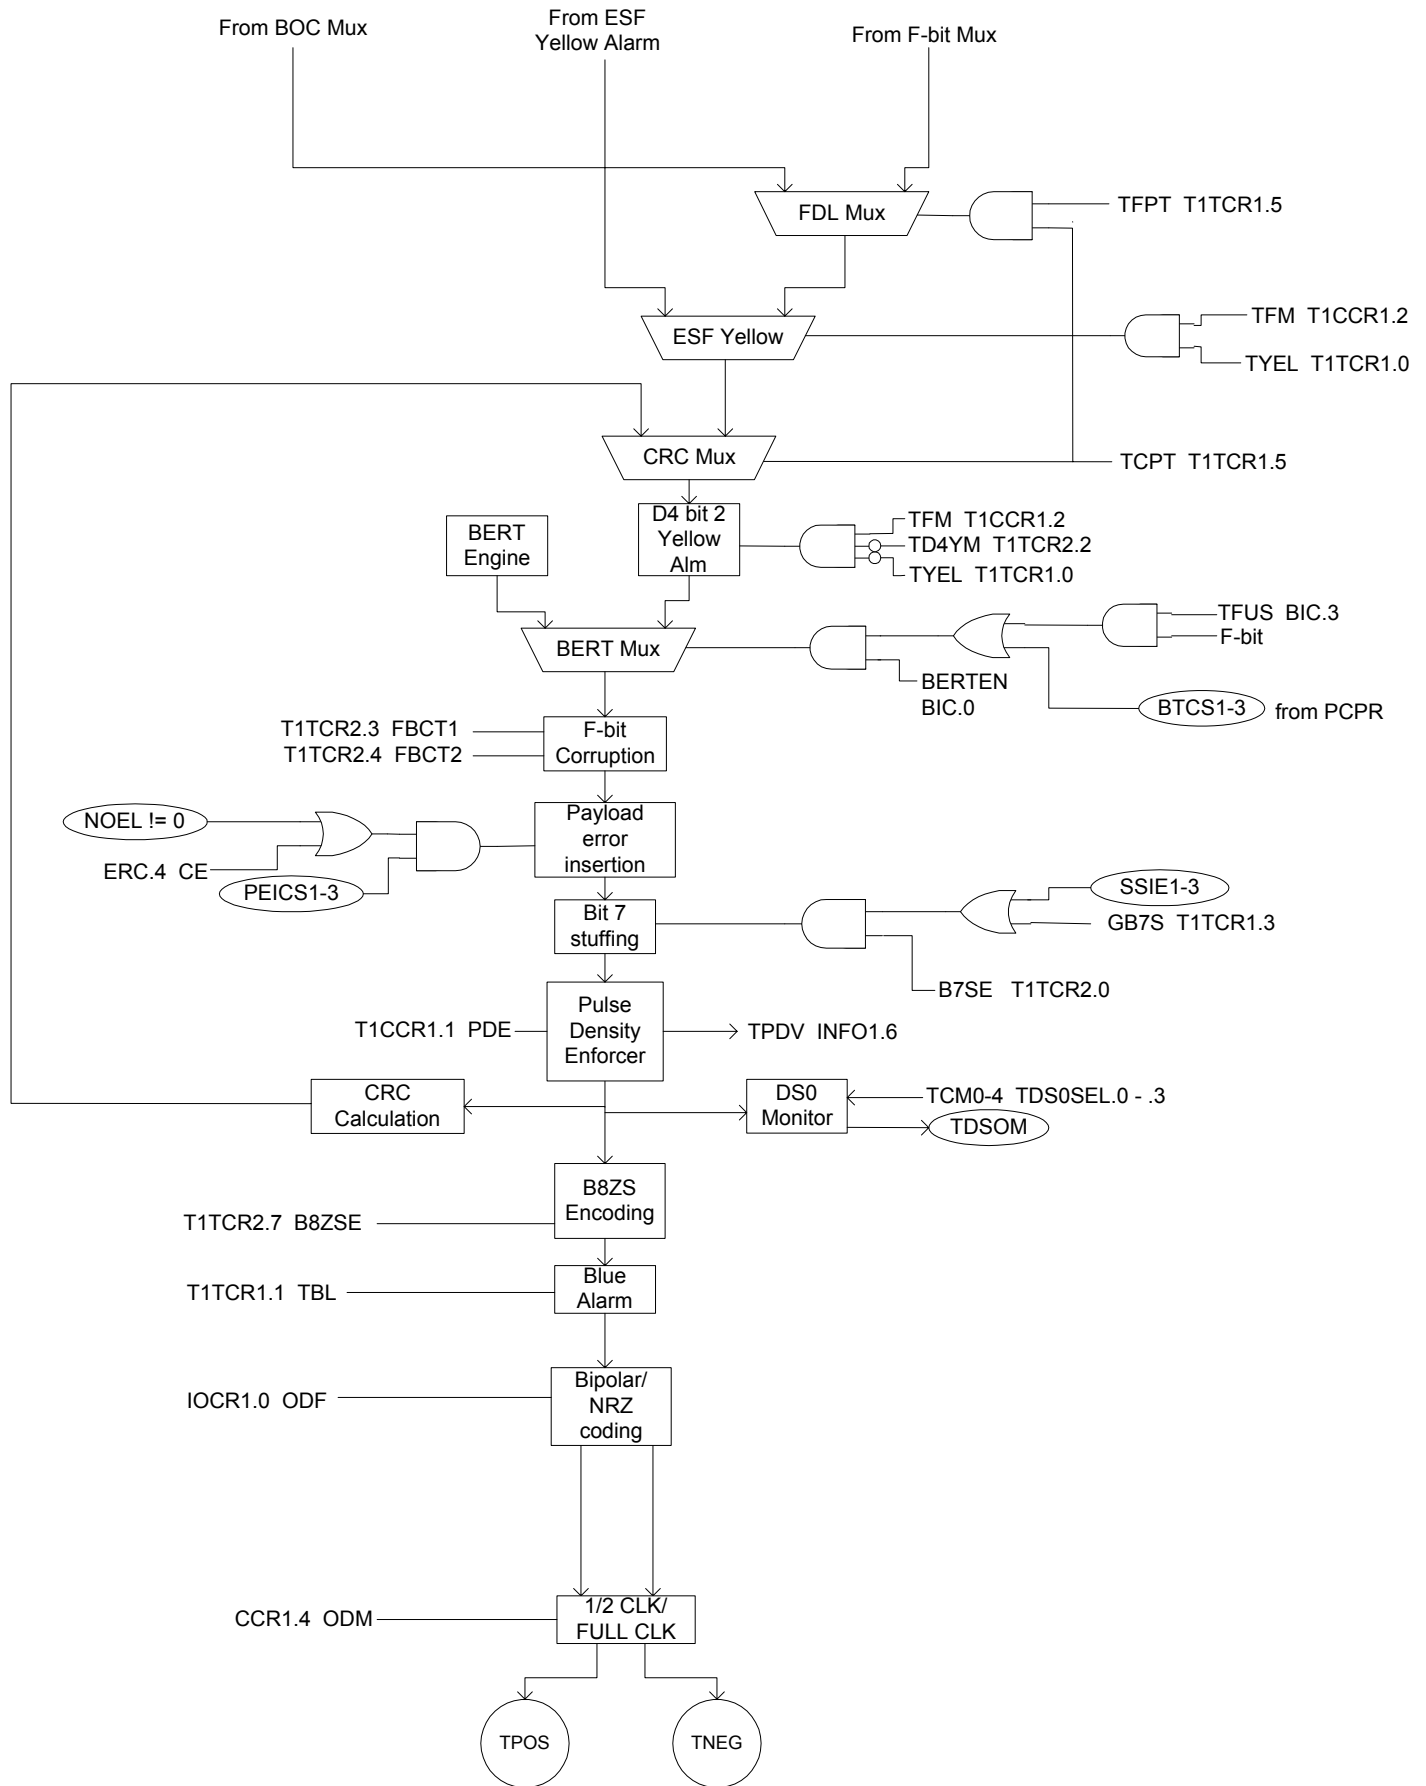 From BOC Mux
From ESF
Yellow Alarm
From F-bit Mux
FDL Mux
TFPT T1TCR1.5
ESF Yellow
TFM T1CCR1.2
TYEL T1TCR1.0
CRC Mux
TCPT T1TCR1.5
BERT
Engine
D4 bit 2
Yellow
Alm
TFM T1CCR1.2
TD4YM T1TCR2.2
TYEL T1TCR1.0
BERT Mux
TFUS BIC.3
F-bit
BERTEN
BIC.0
BTCS1-3
from PCPR
T1TCR2.3 FBCT1
T1TCR2.4 FBCT2
F-bit
Corruption
NOEL != 0
ERC.4 CE
PEICS1-3
Payload
error
insertion
Bit 7
stuffing
SSIE1-3
GB7S T1TCR1.3
B7SE T1TCR2.0
T1CCR1.1 PDE
Pulse
Density
Enforcer
TPDV INFO1.6
CRC
Calculation
DS0
Monitor
TCM0-4 TDS0SEL.0 - .3
TDSOM
B8ZS
Encoding
T1TCR2.7 B8ZSE
Blue
Alarm
T1TCR1.1 TBL
Bipolar/
NRZ
coding
IOCR1.0 ODF
1/2 CLK/
FULL CLK
CCR1.4 ODM
TPOS
TNEG